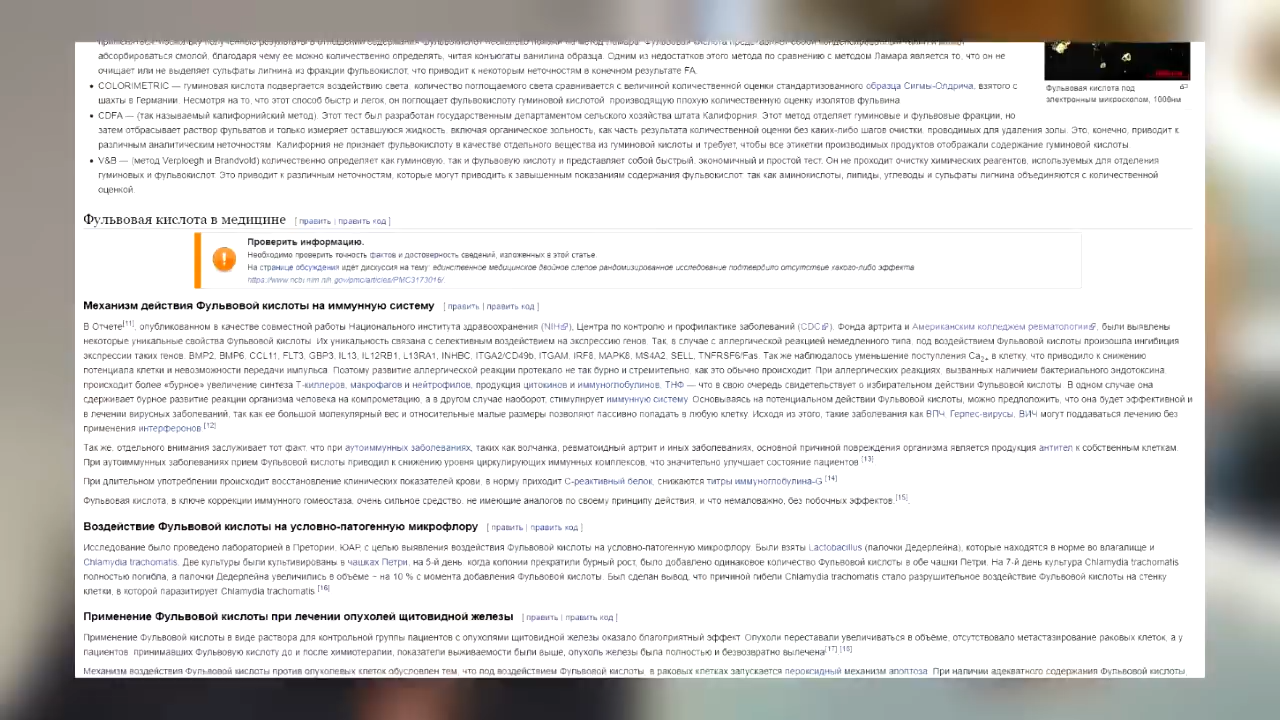 абсорбироваться смолой, благодаря чему ее можно количественно определять, читая конъюгаты ванилина образца. Одним из недостатков этого метода по сравнению с методом Ламара является то, что он не
очищает или не выделяет сульфаты лигнина из фракции фульвокислот, что приводит к некоторым неточностям в конечном результате FA.
Фульвовая кислота под
электронным микроскопом, 1000нм
• COLORIMETRIC — гуминовая кислота подвергается воздействию света, количество поглощаемого света сравнивается с величиной количественной оценки стандартизованного образца Сигмы-Олдрича, взятого с
шахты в Германии. Несмотря на то, что этот способ быстр и легок, он поглощает фульвокислоту гуминовой кислотой, производящую плохую количественную оценку изолятов фульвина.
• CDFA — (так называемый калифорнийский метод). Этот тест был разработан государственным департаментом сельского хозяйства штата Калифорния. Этот метод отделяет гуминовые и фульвовые фракции, но
затем отбрасывает раствор фульватов и только измеряет оставшуюся жидкость, включая органическое зольность, как часть результата количественной оценки без каких-либо шагов очистки, проводимых для удаления золы. Это, конечно, приводит к
различным аналитическим неточностям. Калифорния не признает фульвокислоту в качестве отдельного вещества из гуминовой кислоты и требует, чтобы все этикетки производимых продуктов отображали содержание гуминовой кислоты.
• V&B — (метод Verploegh и Brandvold) количественно определяет как гуминовую, так и фульвовую кислоту и представляет собой быстрый, экономичный и простой тест. Он не проходит очистку химических реагентов, используемых для отделения
гуминовых и фульвокислот. Это приводит к различным неточностям, которые могут приводить к завышенным показаниям содержания фульвокислот, так как аминокислоты, липиды, углеводы и сульфаты лигнина объединяются с количественной
оценкой.
Фульвовая кислота в медицине [ править | править код ]
Проверить информацию.
Необходимо проверить точность фактов и достоверность сведений, изложенных в этой статье.
На странице обсуждения идёт дискуссия на тему: единственное медицинское двойное слепое рандомизированное исследование подтвердило отсутствие какого-либо эффекта
https://www.ncbi.nlm.nih.gov/pmc/articles/PMC3173016/.
Механизм действия Фульвовой кислоты на иммунную систему [ править | править код ]
В Отчете[11], опубликованном в качестве совместной работы Национального института здравоохранения (NIH), Центра по контролю и профилактике заболеваний (CDC), Фонда артрита и Американским колледжем ревматологии, были выявлены
некоторые уникальные свойства Фульвовой кислоты. Их уникальность связана с селективным воздействием на экспрессию генов. Так, в случае с аллергической реакцией немедленного типа, под воздействием Фульвовой кислоты произошла ингибиция
экспрессии таких генов: BMP2, BMP6, CCL11, FLT3, GBP3, IL13, IL12RB1, IL13RA1, INHBC, ITGA2/CD49b, ITGAM, IRF8, MAPK8, MS4A2, SELL, TNFRSF6/Fas. Так же наблюдалось уменьшение поступления Ca2+ в клетку, что приводило к снижению
потенциала клетки и невозможности передачи импульса. Поэтому развитие аллергической реакции протекало не так бурно и стремительно, как это обычно происходит. При аллергических реакциях, вызванных наличием бактериального эндотоксина,
происходит более «бурное» увеличение синтеза Т-киллеров, макрофагов и нейтрофилов, продукция цитокинов и иммуноглобулинов, ТНФ — что в свою очередь свидетельствует о избирательном действии Фульвовой кислоты. В одном случае она
сдерживает бурное развитие реакции организма человека на компрометацию, а в другом случае наоборот, стимулирует иммунную систему. Основываясь на потенциальном действии Фульвовой кислоты, можно предположить, что она будет эффективной и
в лечении вирусных заболеваний, так как ее большой молекулярный вес и относительные малые размеры позволяют пассивно попадать в любую клетку. Исходя из этого, такие заболевания как ВПЧ, Герпес-вирусы, ВИЧ могут поддаваться лечению без
применения интерферонов.[12]
Так же, отдельного внимания заслуживает тот факт, что при аутоиммунных заболеваниях, таких как волчанка, ревматоидный артрит и иных заболеваниях, основной причиной повреждения организма является продукция антител к собственным клеткам.
При аутоиммунных заболеваниях прием Фульвовой кислоты приводил к снижению уровня циркулирующих иммунных комплексов, что значительно улучшает состояние пациентов.[13]
При длительном употреблении происходит восстановление клинических показателей крови, в норму приходит С-реактивный белок, снижаются титры иммуноглобулина-G.[14]
Фульвовая кислота, в ключе коррекции иммунного гомеостаза, очень сильное средство, не имеющие аналогов по своему принципу действия, и что немаловажно, без побочных эффектов.[15].
Воздействие Фульвовой кислоты на условно-патогенную микрофлору [ править | править код ]
Исследование было проведено лабораторией в Претории, ЮАР, с целью выявления воздействия Фульвовой кислоты на условно-патогенную микрофлору. Были взяты Lactobacillus (палочки Дедерлейна), которые находятся в норме во влагалище и
Chlamydia trachomatis. Две культуры были культивированы в чашках Петри, на 5-й день, когда колонии прекратили бурный рост, было добавлено одинаковое количество Фульвовой кислоты в обе чашки Петри. На 7-й день культура Chlamydia trachomatis
полностью погибла, а палочки Дедерлейна увеличились в объёме ~ на 10 % с момента добавления Фульвовой кислоты. Был сделан вывод, что причиной гибели Chlamydia trachomatis стало разрушительное воздействие Фульвовой кислоты на стенку
клетки, в которой паразитирует Chlamydia trachomatis.[16]
Применение Фульвовой кислоты при лечении опухолей щитовидной железы [ править | править код ]
Применение Фульвовой кислоты в виде раствора для контрольной группы пациентов с опухолями щитовидной железы оказало благоприятный эффект. Опухоли переставали увеличиваться в объёме, отсутствовало метастазирование раковых клеток, а у
пациентов, принимавших Фульвовую кислоту до и после химиотерапии, показатели выживаемости были выше, опухоль железы была полностью и безвозвратно вылечена[17] [18].
Механизм воздействия Фульвовой кислоты против опухолевых клеток обусловлен тем, что под воздействием Фульвовой кислоты, в раковых клетках запускается пероксидный механизм апоптоза. При наличии адекватного содержания Фульвовой кислоты,